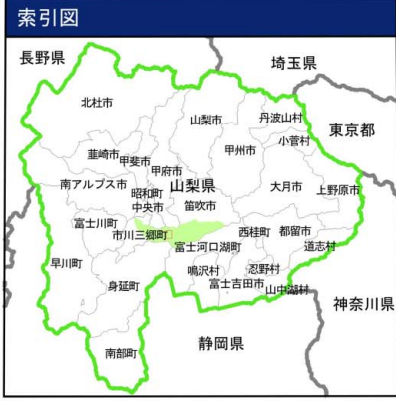 索引図
長野県
埼玉県
北杜市
山梨市
丹波山村
小菅村
東京都
韮崎市
甲斐市
甲府市
甲州市
南アルプス市
昭和町
山梨県
大月市
上野原市
中央市
笛吹市
富士川町
市川三郷町
富士河口湖町
西桂町
都留市
道志村
早川町
鳴沢村
忍野村
身延町
富士吉田市
山中湖村
神奈川県
静岡県
南部町